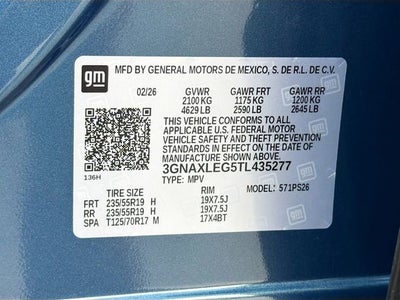 gm
MFD BY GENERAL MOTORS DE MEXICO, S. DE R.L. DE C.V.
02/26 GVWR GAWR FRT GAWR RR
2100 KG 1175 KG 1200 KG
4629 LB 2590 LB 2645 LB
THIS VEHICLE CONFORMS TO ALL
APPLICABLE U.S. FEDERAL MOTOR
VEHICLE SAFETY AND THEFT PREVENTION
STANDARDS IN EFFECT ON THE DATE OF
MANUFACTURE SHOWN ABOVE.
3GNAXLEG5TL435277
136H TYPE: MPV
TIRE SIZE RIM MODEL: 571PS26
FRT 235/55R19 H 19X7.5J
RR 235/55R19 H 19X7.5J
SPA T125/70R17 M 17X4BT